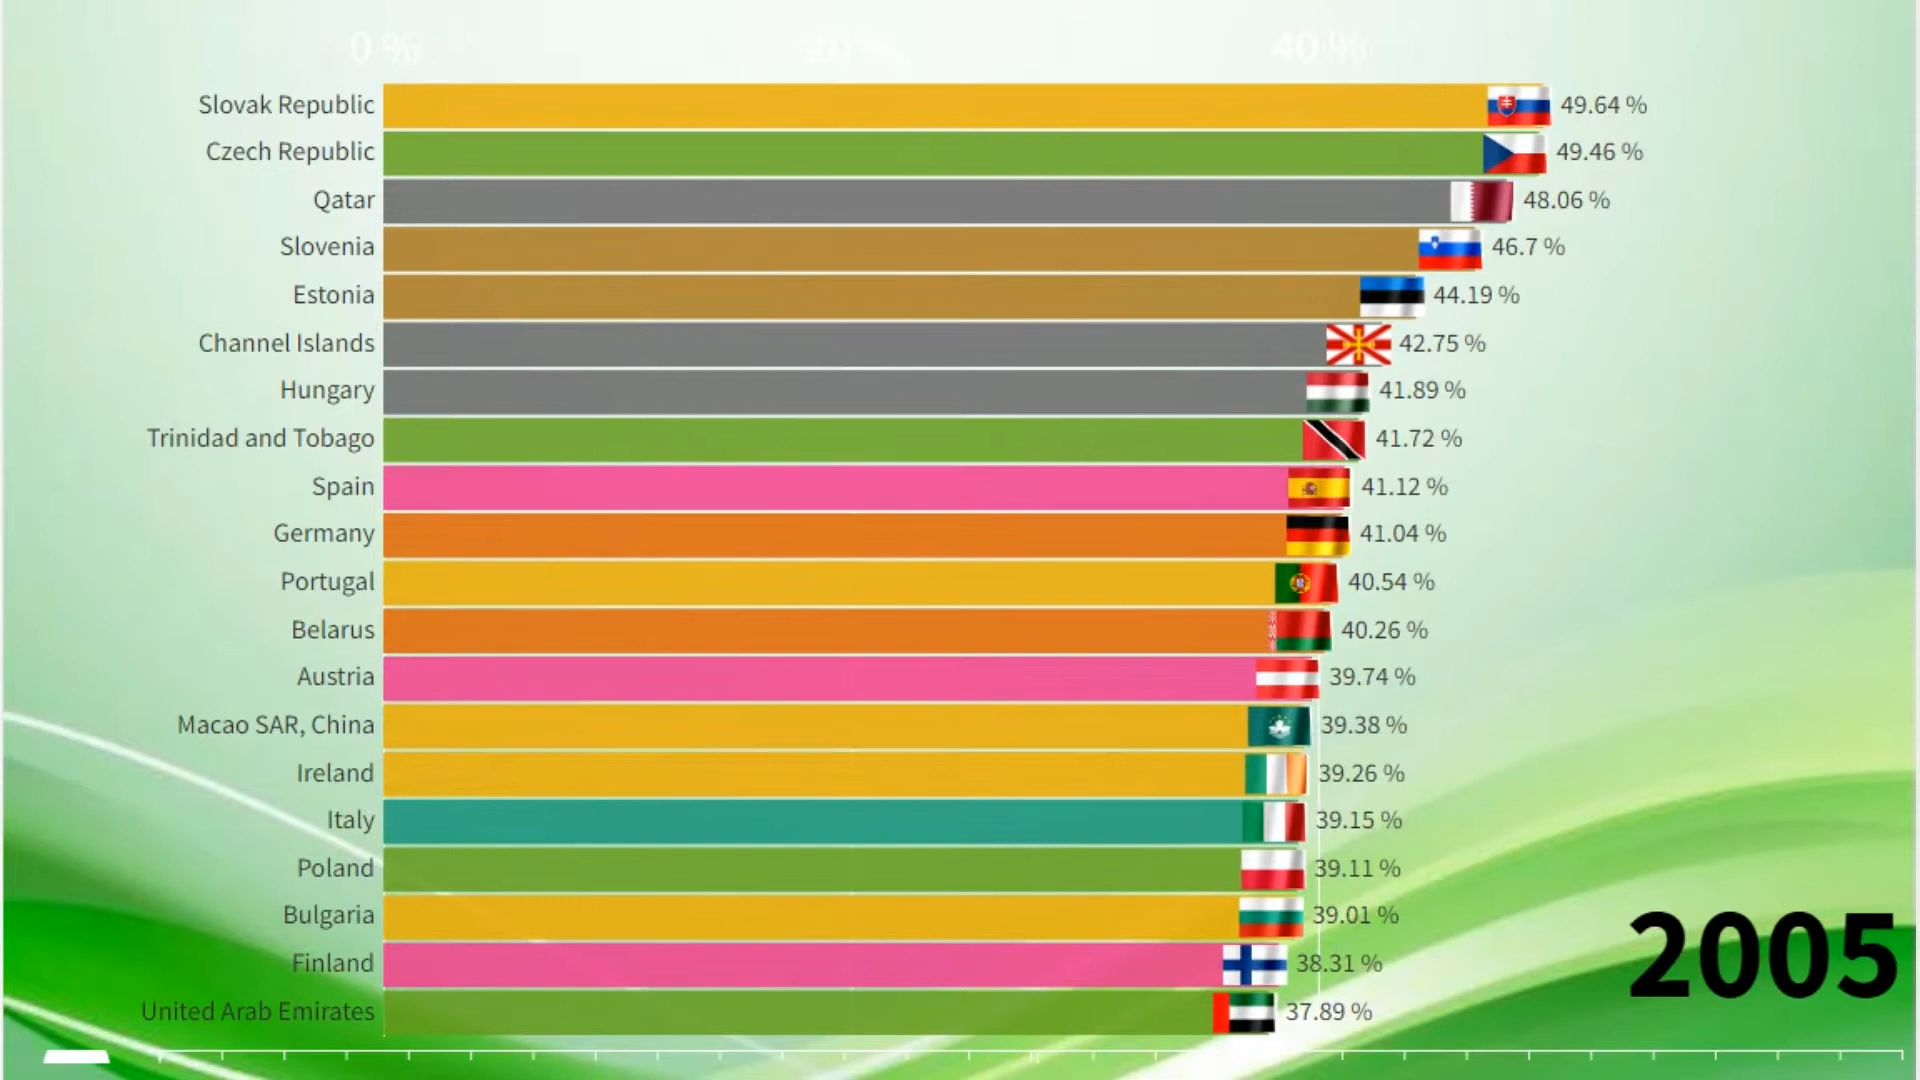 0 % 20 % 40 %
Slovak Republic 49.64 %
Czech Republic 49.46 %
Qatar 48.06 %
Slovenia 46.7 %
Estonia 44.19 %
Channel Islands 42.75 %
Hungary 41.89 %
Trinidad and Tobago 41.72 %
Spain 41.12 %
Germany 41.04 %
Portugal 40.54 %
Belarus 40.26 %
Austria 39.74 %
Macao SAR, China 39.38 %
Ireland 39.26 %
Italy 39.15 %
Poland 39.11 %
Bulgaria 39.01 %
Finland 38.31 %
United Arab Emirates 37.89 %
2005